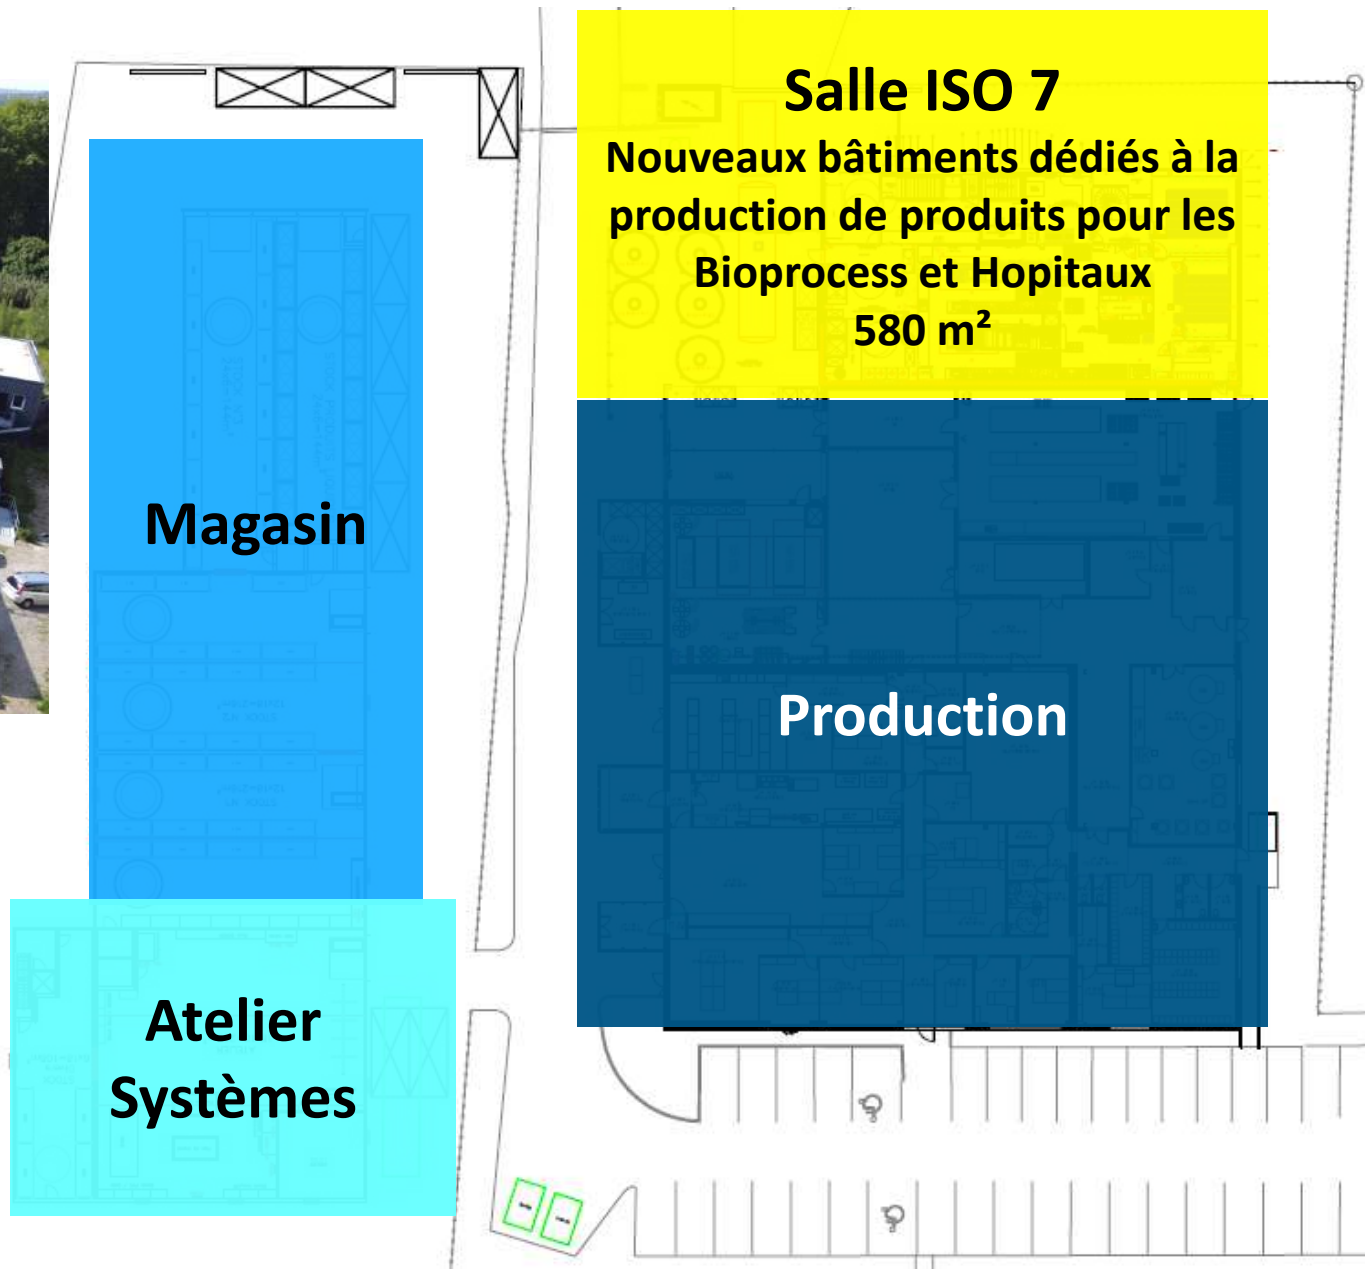 Salle ISO 7
Nouveaux bâtiments dédiés à la
production de produits pour les
Bioprocess et Hopitaux
580 m²
Magasin
Production
Atelier
Systèmes